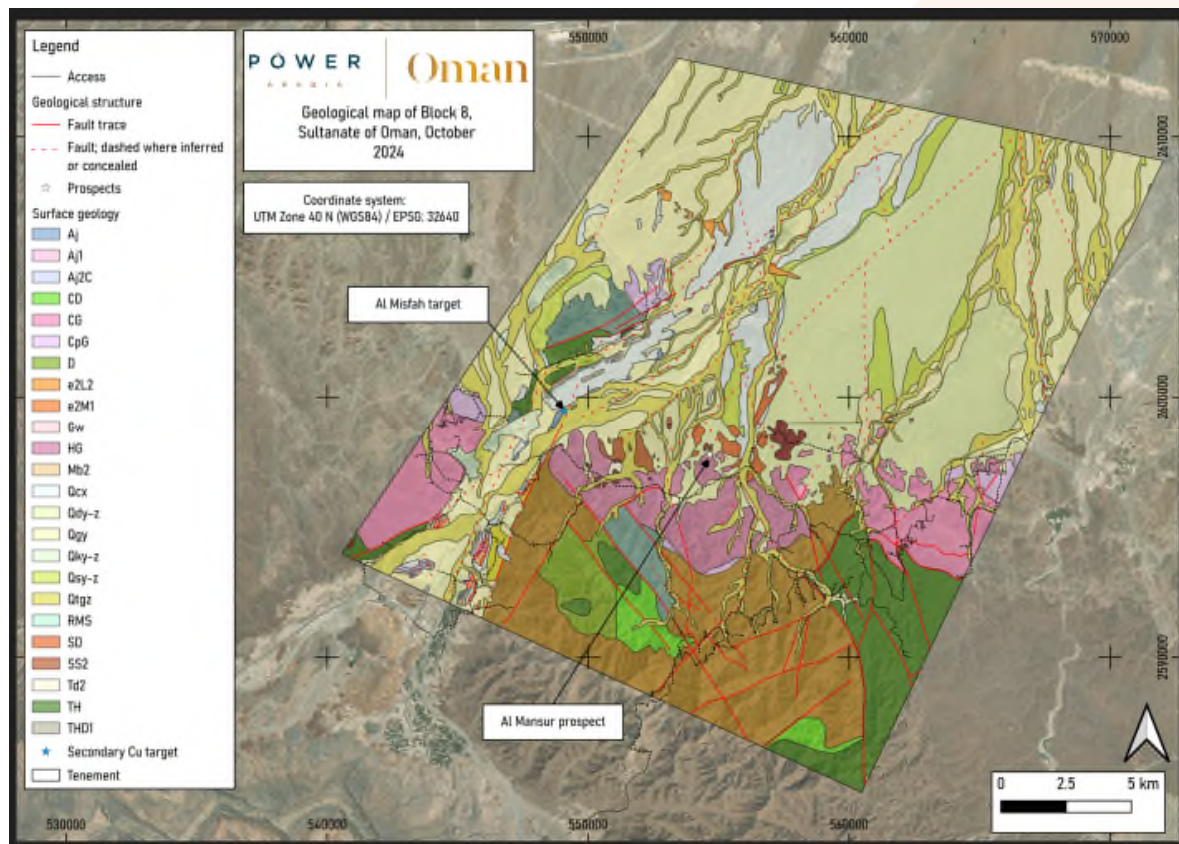 Legend
Access
Geological structure
Fault trace
Fault; dashed where inferred
or concealed
Prospects
Surface geology
Aj
Aj1
Aj2C
CD
CG
CpG
D
e2L2
e2M1
Gw
HG
Mb2
Qcx
Qdy-z
Qgy
Qky-z
Qsy-z
Qtgz
RMS
SD
SS2
Td2
TH
THD1
Secondary Cu target
Tenement
POWER
ARABIA
Oman
Geological map of Block 8,
Sultanate of Oman, October
2024
Coordinate system:
UTM Zone 40 N (WGS84) / EPSG: 32640
Al Misfah target
Al Mansur prospect
550000
560000
570000
2610000
2600000
2590000
0 2.5 5 km
530000
540000
550000
560000